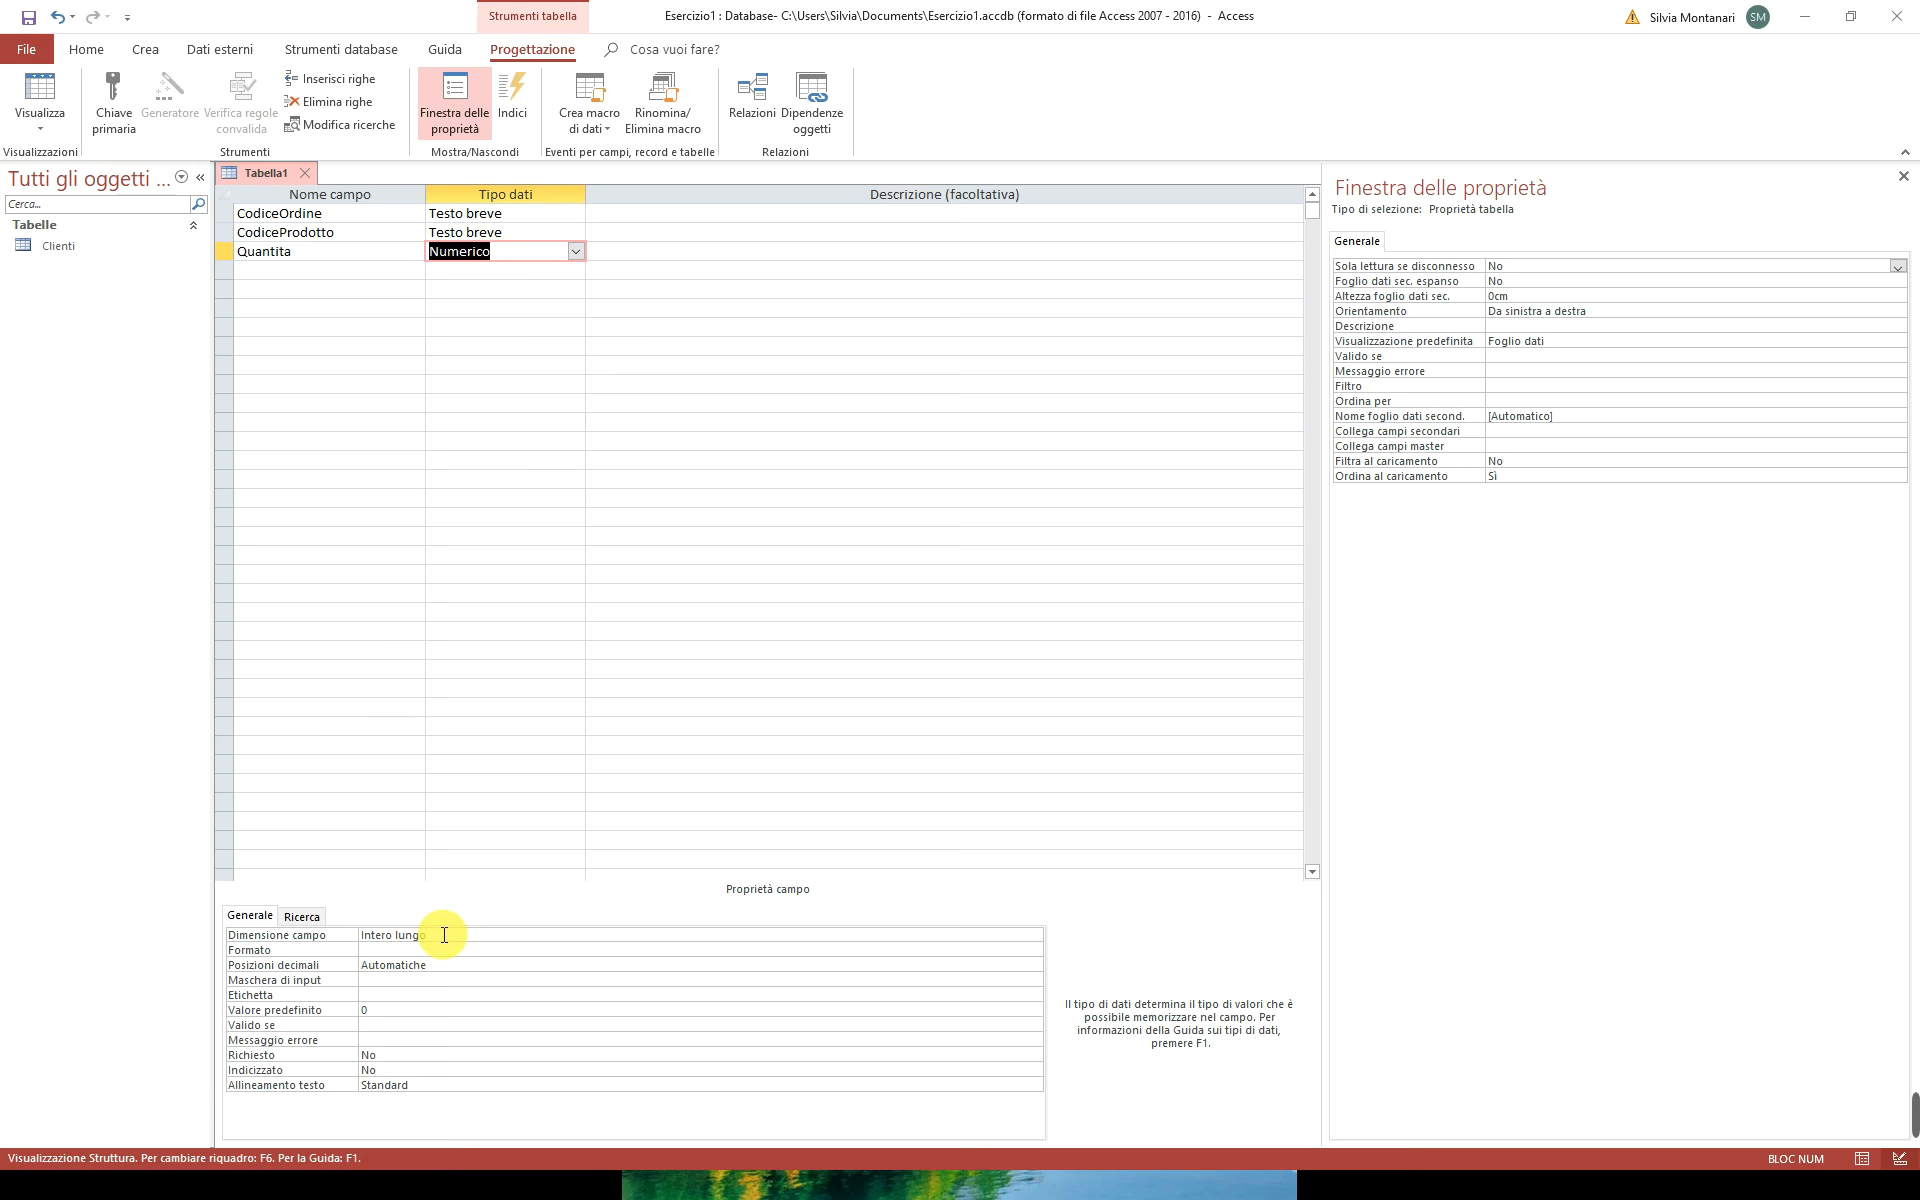 Strumenti tabella
Esercizio1 : Database- C:\Users\Silvia\Documents\Esercizio1.accdb (formato di file Access 2007 - 2016) - Access
Silvia Montanari SM
File Home Crea Dati esterni Strumenti database Guida Progettazione Cosa vuoi fare?
Visualizza
Chiave primaria
Generatore
Verifica regole convalida
Inserisci righe
Elimina righe
Modifica ricerche
Finestra delle proprietà
Indici
Crea macro di dati
Rinomina/ Elimina macro
Relazioni
Dipendenze oggetti
Visualizzazioni Strumenti Mostra/Nascondi Eventi per campi, record e tabelle Relazioni
Tutti gli oggetti ...
Cerca...
Tabelle
Clienti
Tabella1
Nome campo Tipo dati Descrizione (facoltativa)
CodiceOrdine Testo breve
CodiceProdotto Testo breve
Quantita Numerico
Proprietà campo
Generale Ricerca
Dimensione campo Intero lungo
Formato
Posizioni decimali Automatiche
Maschera di input
Etichetta
Valore predefinito 0
Valido se
Messaggio errore
Richiesto No
Indicizzato No
Allineamento testo Standard
Il tipo di dati determina il tipo di valori che è
possibile memorizzare nel campo. Per
informazioni della Guida sui tipi di dati,
premere F1.
Finestra delle proprietà
Tipo di selezione: Proprietà tabella
Generale
Sola lettura se disconnesso No
Foglio dati sec. espanso No
Altezza foglio dati sec. 0cm
Orientamento Da sinistra a destra
Descrizione
Visualizzazione predefinita Foglio dati
Valido se
Messaggio errore
Filtro
Ordina per
Nome foglio dati second. [Automatico]
Collega campi secondari
Collega campi master
Filtra al caricamento No
Ordina al caricamento Sì
Visualizzazione Struttura. Per cambiare riquadro: F6. Per la Guida: F1.
BLOC NUM